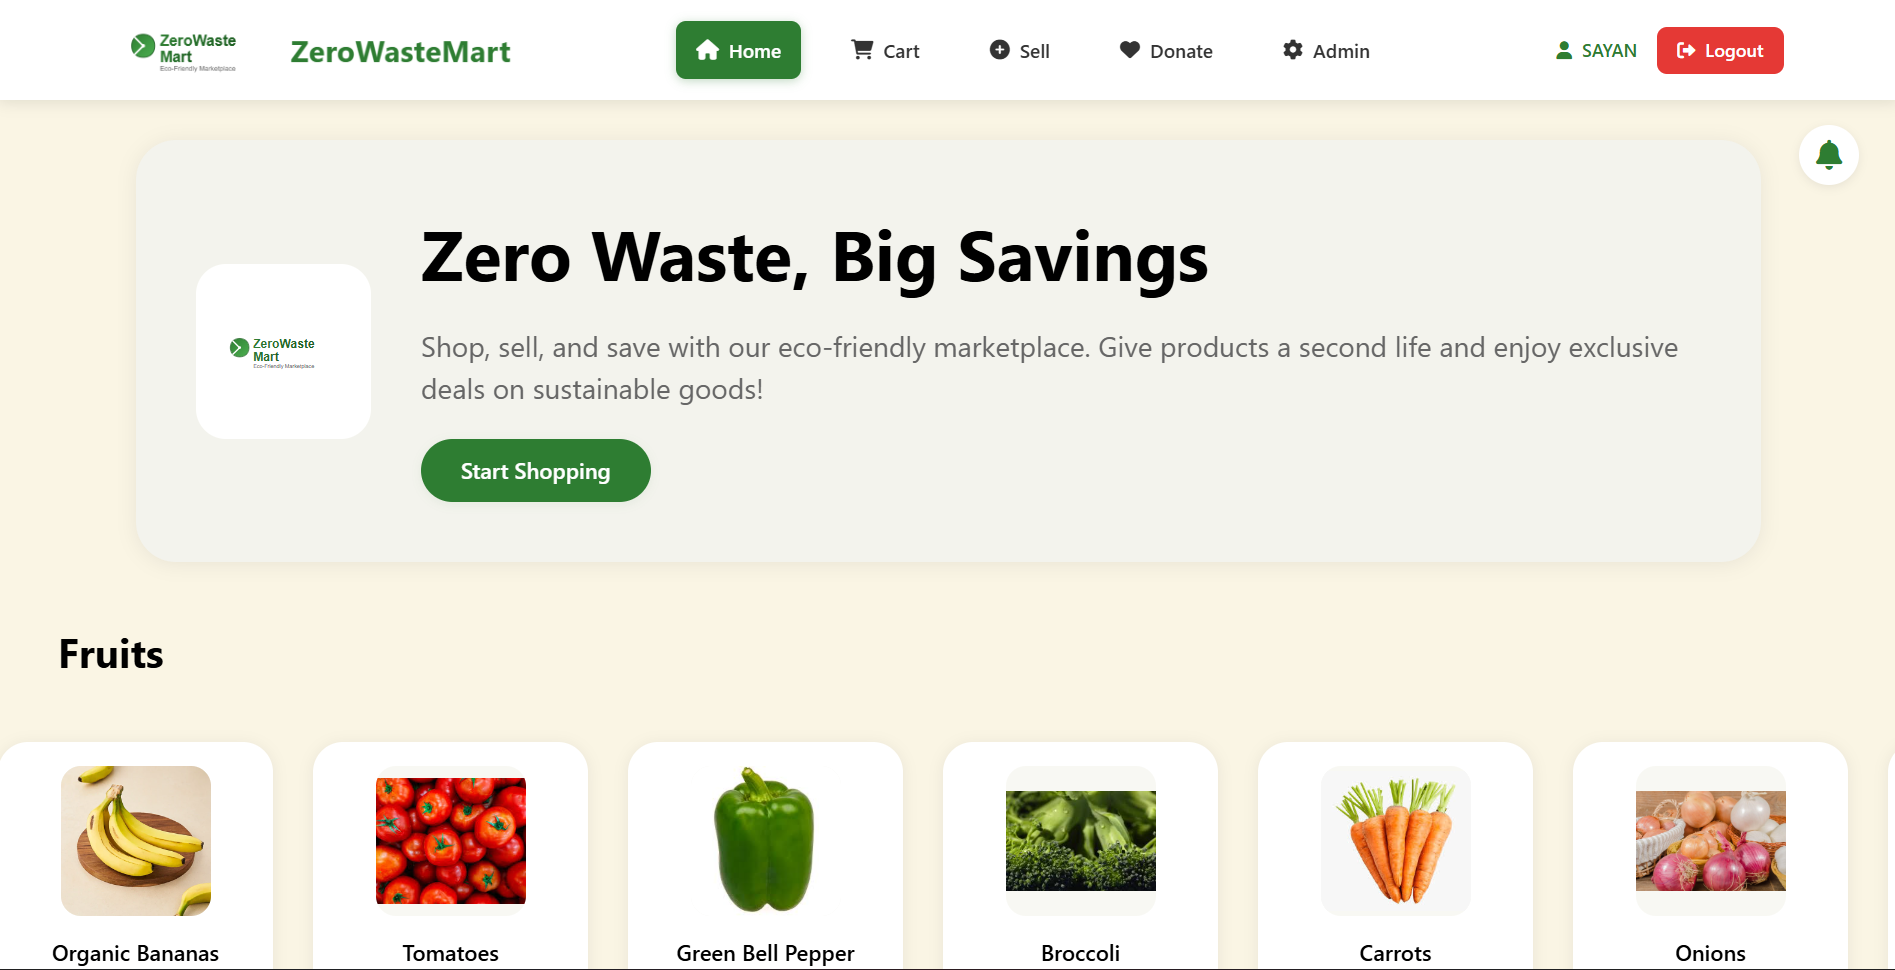 ZeroWaste
Mart
Eco-Friendly Marketplace
ZeroWasteMart
Home
Cart
Sell
Donate
Admin
SAYAN
Logout
Zero Waste, Big Savings
ZeroWaste
Mart
Eco-Friendly Marketplace
Shop, sell, and save with our eco-friendly marketplace. Give products a second life and enjoy exclusive
deals on sustainable goods!
Start Shopping
Fruits
Organic Bananas
Tomatoes
Green Bell Pepper
Broccoli
Carrots
Onions